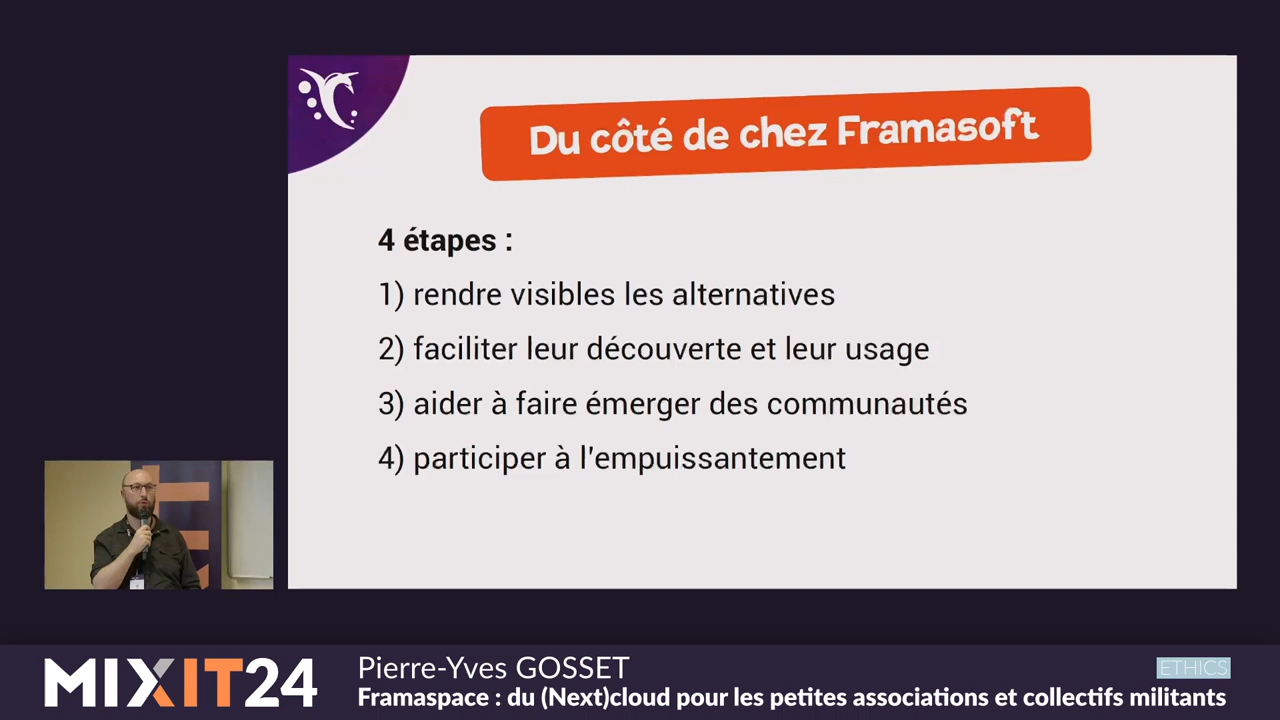 Du côté de chez Framasoft
4 étapes :
1) rendre visibles les alternatives
2) faciliter leur découverte et leur usage
3) aider à faire émerger des communautés
4) participer à l'empuissantement
MIXIT24
Pierre-Yves GOSSET
ETHICS
Framaspace : du (Next)cloud pour les petites associations et collectifs militants